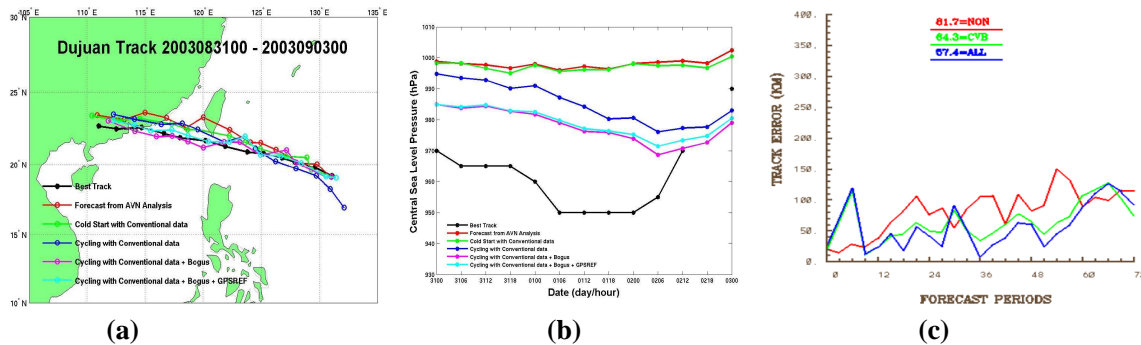 105°E 110°E 115°E 120°E 125°E 130°E 135°E
30°N
Dujuan Track 2003083100 - 2003090300
25°N
20°N
15°N
10°N
Best Track
Forecast from AVN Analysis
Cold Start with Conventional data
Cycling with Conventional data
Cycling with Conventional data + Bogus
Cycling with Conventional data + Bogus + GPSREF
(a)
Central Sea Level Pressure (hPa)
1020
1010
1000
990
980
970
960
950
940
930
Best Track
Forecast from AVN Analysis
Cold Start with Conventional data
Cycling with Conventional data
Cycling with Conventional data + Bogus
Cycling with Conventional data + Bogus + GPSREF
3100 3106 3112 3118 0100 0106 0112 0118 0200 0206 0212 0218 0300
Date (day/hour)
(b)
TRACK ERROR (KM)
400.
350.
300.
250.
200.
150.
100.
50.
0.
81.7=NON
64.3=CVB
57.4=ALL
0 12 24 36 48 60 72
FORECAST PERIODS
(c)